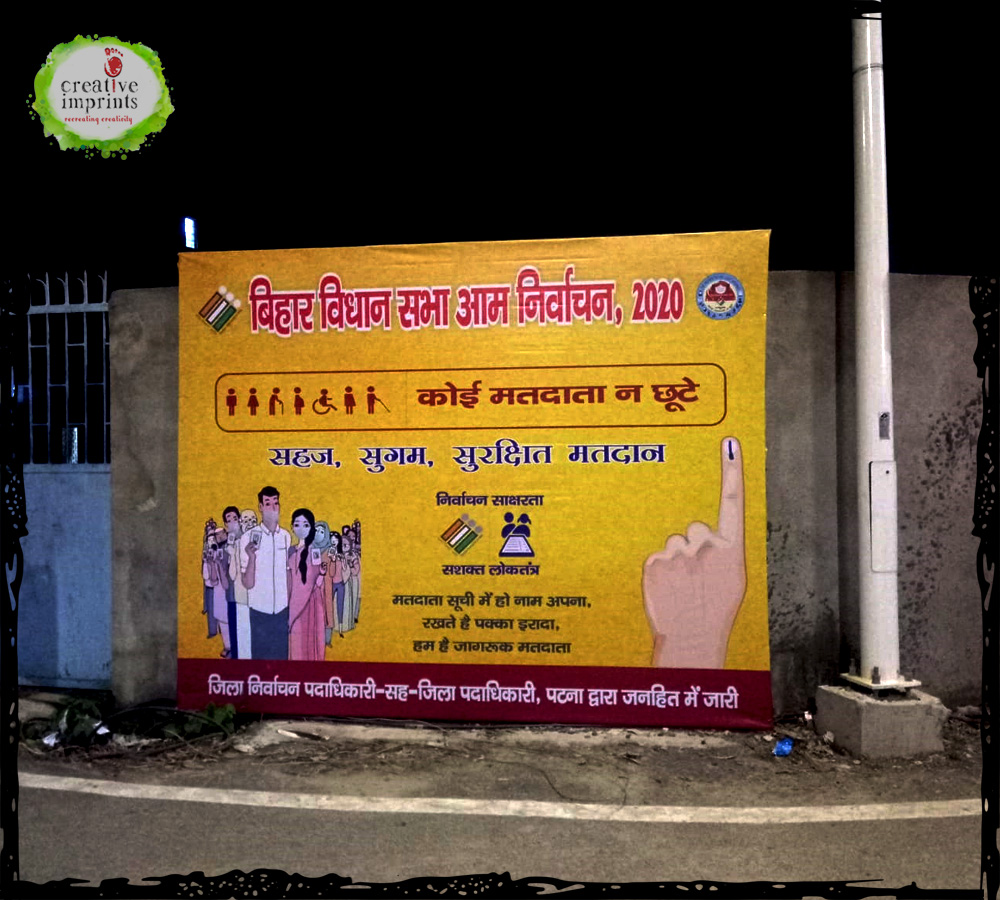 creative
imprints
recreating creativity
बिहार विधान सभा आम निर्वाचन, 2020
कोई मतदाता न छूटे
सहज, सुगम, सुरक्षित मतदान
निर्वाचन साक्षरता
सशक्त लोकतंत्र
मतदाता सूची में हो नाम अपना,
रखते है पक्का इरादा,
हम है जागरूक मतदाता
जिला निर्वाचन पदाधिकारी-सह-जिला पदाधिकारी, पटना द्वारा जनहित में जारी